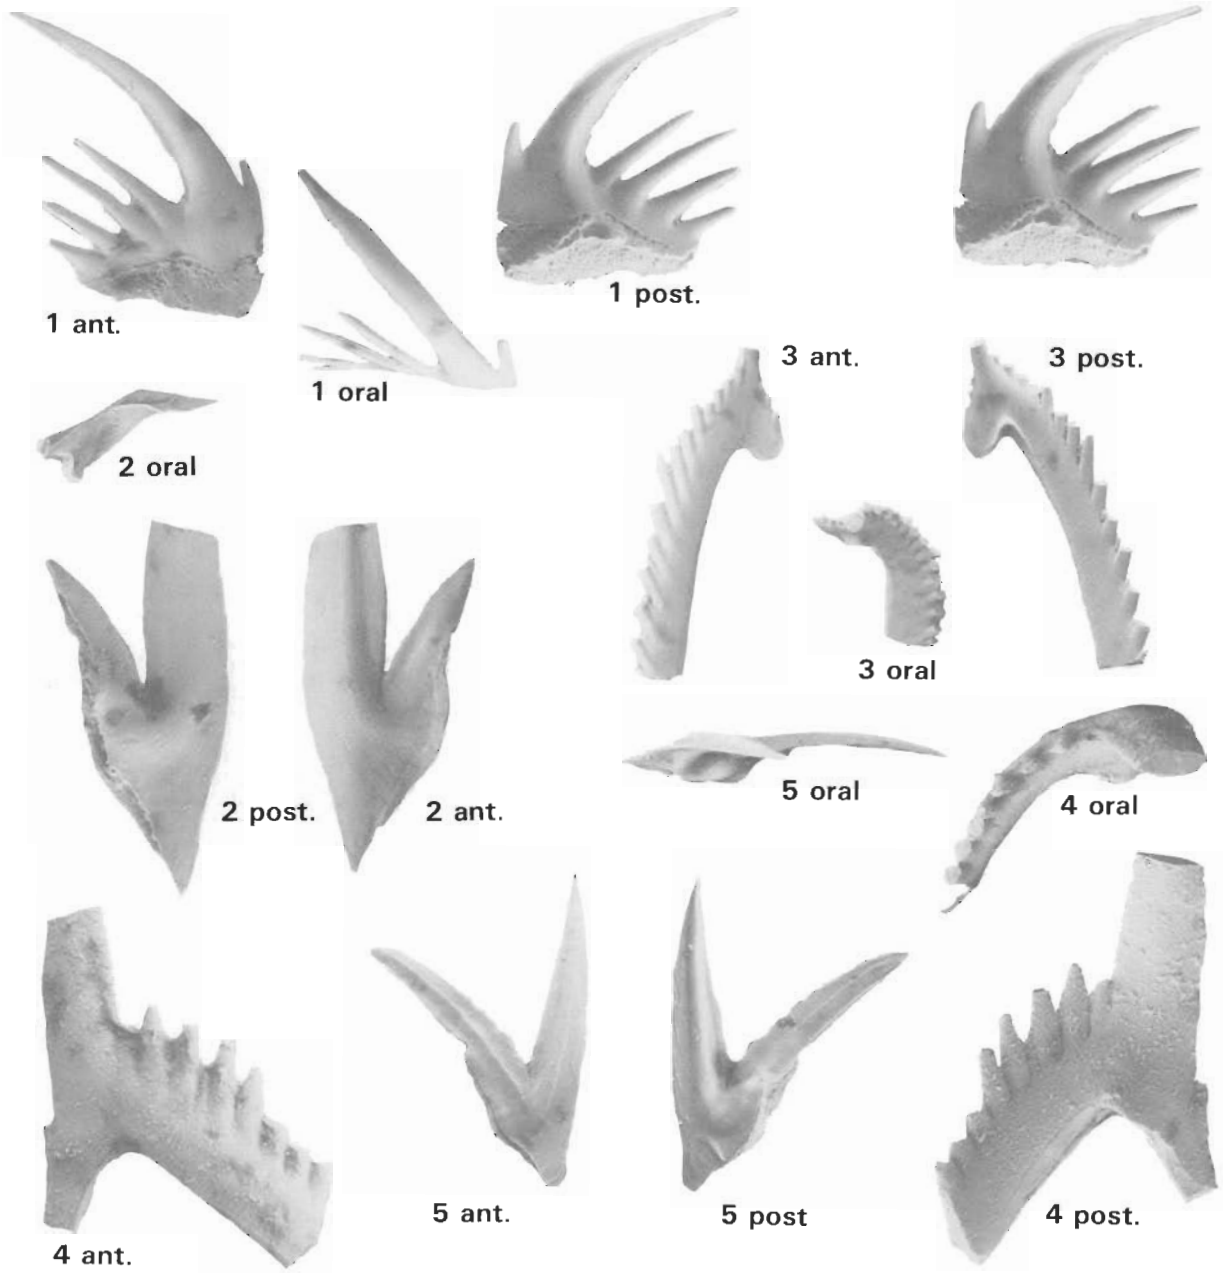 1 ant.
1 oral
1 post.
3 ant.
3 post.
2 oral
3 oral
2 post.
2 ant.
5 oral
4 oral
4 ant.
5 ant.
5 post
4 post.